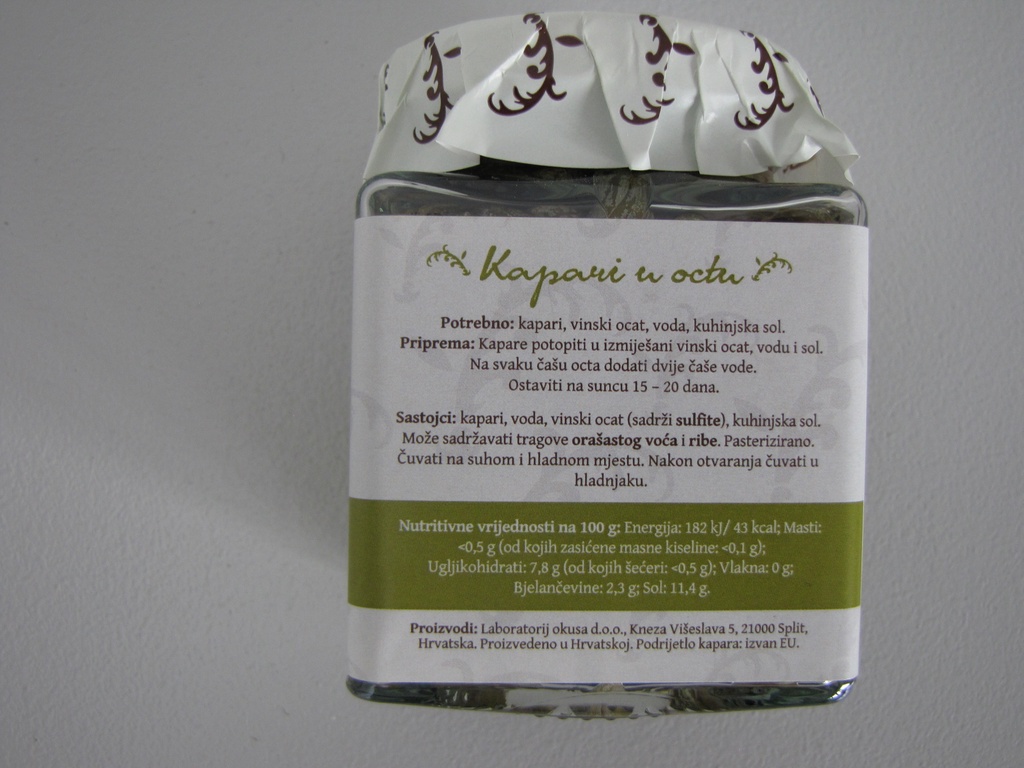 Kapari u octu
Potrebno: kapari, vinski ocat, voda, kuhinjska sol.
Priprema: Kapare potopiti u izmiješani vinski ocat, vodu i sol.
Na svaku čašu octa dodati dvije čaše vode.
Ostaviti na suncu 15 – 20 dana.
Sastojci: kapari, voda, vinski ocat (sadrži sulfite), kuhinjska sol.
Može sadržavati tragove orašastog voća i ribe. Pasterizirano.
Čuvati na suhom i hladnom mjestu. Nakon otvaranja čuvati u
hladnjaku.
Nutritivne vrijednosti na 100 g: Energija: 182 kJ/ 43 kcal; Masti:
<0,5 g (od kojih zasićene masne kiseline: <0,1 g);
Ugljikohidrati: 7,8 g (od kojih šećeri: <0,5 g); Vlakna: 0 g;
Bjelančevine: 2,3 g; Sol: 11,4 g.
Proizvodi: Laboratorij okusa d.o.o., Kneza Višeslava 5, 21000 Split,
Hrvatska. Proizvedeno u Hrvatskoj. Podrijetlo kapara: izvan EU.